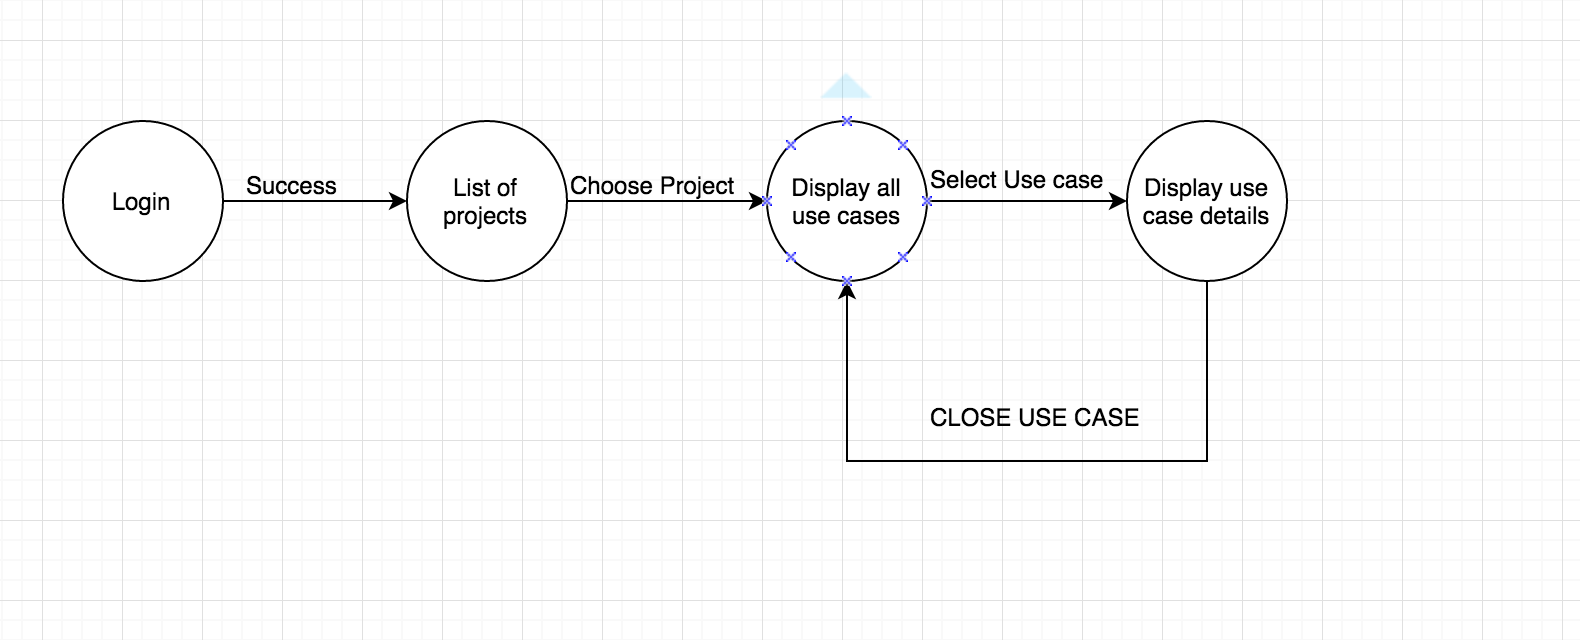 Login
Success
List of
projects
Choose Project
Display all
use cases
Select Use case
Display use
case details
CLOSE USE CASE